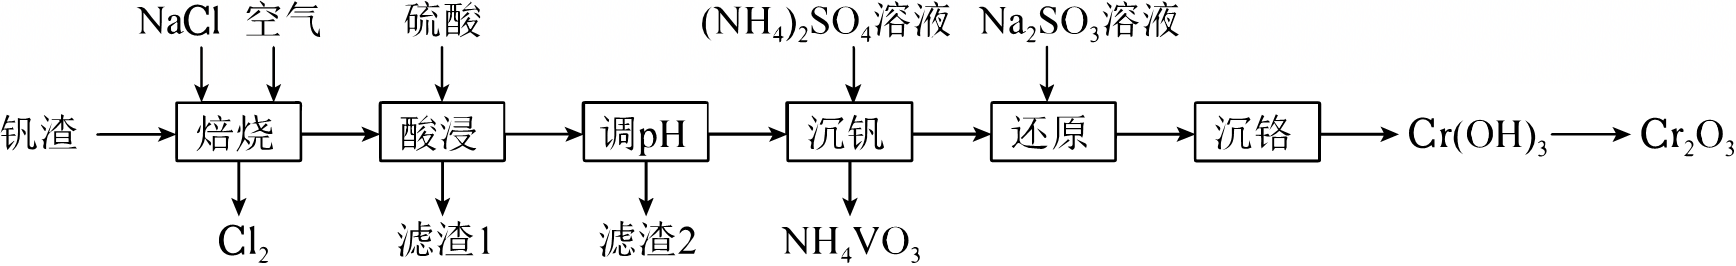 NaCl 空气 硫酸 (NH₄)₂SO₄溶液 Na₂SO₃溶液
钒渣 焙烧 酸浸 调pH 沉钒 还原 沉铬 Cr(OH)₃ Cr₂O₃
Cl₂ 滤渣1 滤渣2 NH₄VO₃